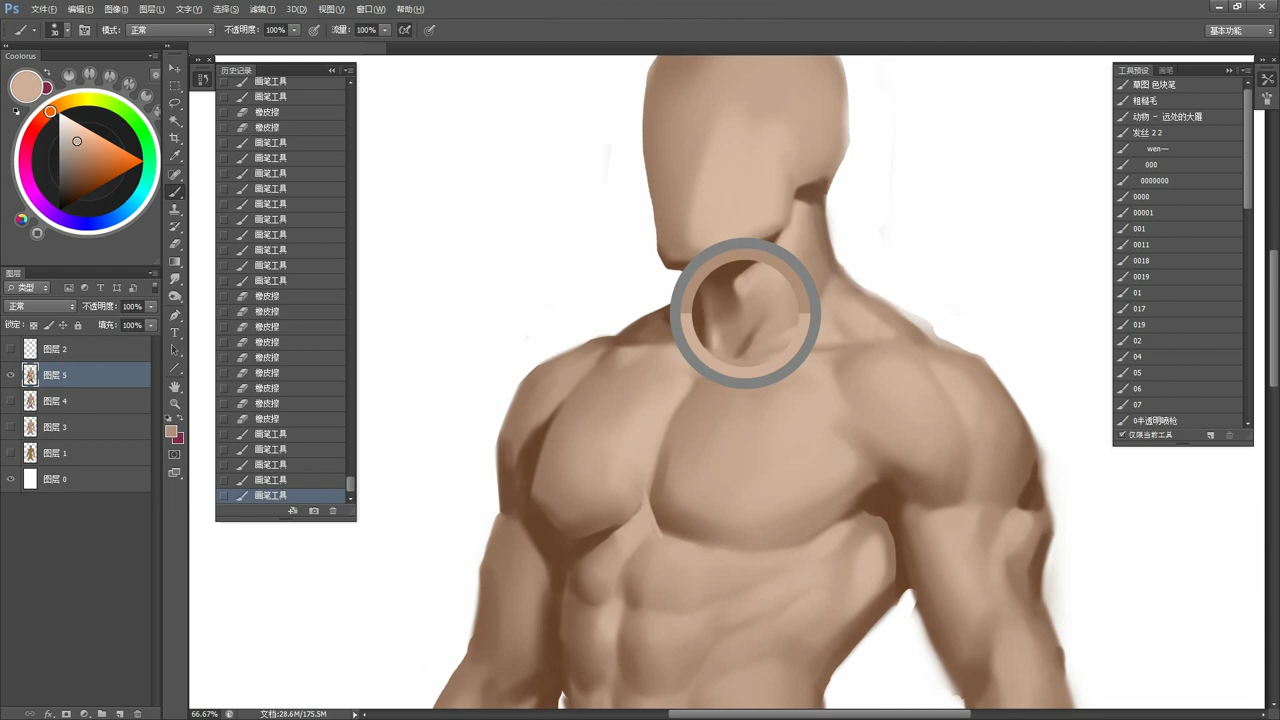 Ps 文件(F) 编辑(E) 图像(I) 图层(L) 文字(Y) 选择(S) 滤镜(T) 3D(D) 视图(V) 窗口(W) 帮助(H)
30 模式: 正常 不透明度: 100% 流量: 100% 基本功能
Coolorus
历史记录
画笔工具
画笔工具
橡皮擦
橡皮擦
画笔工具
画笔工具
画笔工具
画笔工具
画笔工具
画笔工具
画笔工具
画笔工具
画笔工具
画笔工具
橡皮擦
橡皮擦
橡皮擦
橡皮擦
橡皮擦
橡皮擦
橡皮擦
橡皮擦
橡皮擦
画笔工具
画笔工具
画笔工具
画笔工具
画笔工具
工具预设 画笔
草图 色块笔
粗糙毛
动物 - 远处的大雁
发丝 2 2
wen一
000
0000000
0000
00001
001
0011
0018
0019
01
017
019
02
04
05
06
07
0半透明喷枪
仅限当前工具
图层
类型
正常 不透明度: 100%
锁定: 填充: 100%
图层 2
图层 5
图层 4
图层 3
图层 1
图层 0
66.67% 文档:28.6M/175.5M